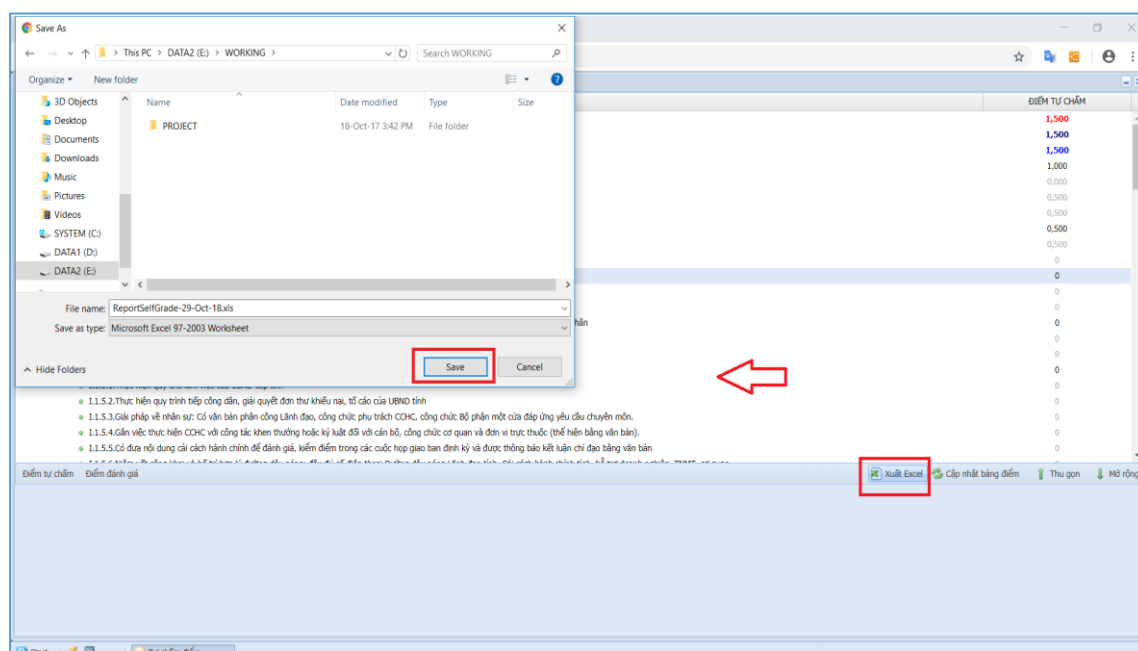 Save As
This PC > DATA2 (E:) > WORKING >
Search WORKING
Organize
New folder
3D Objects
Desktop
Documents
Downloads
Music
Pictures
Videos
SYSTEM (C:)
DATA1 (D:)
DATA2 (E:)
Name Date modified Type Size
PROJECT 18-Oct-17 3:42 PM File folder
File name: ReportSelfGrade-29-Oct-18.xls
Save as type: Microsoft Excel 97-2003 Worksheet
Hide Folders
Save
Cancel
ĐIỂM TỰ CHẤM
1,500
1,500
1,500
1,000
0,000
0,500
0,500
0,500
0,500
0
0
0
0
hân 0
0
0
0
0
I.1.5.2.Thực hiện quy trình tiếp công dân, giải quyết đơn thư khiếu nại, tố cáo của UBND tỉnh 0
I.1.5.3.Giải pháp về nhân sự: Có văn bản phân công Lãnh đạo, công chức phụ trách CCHC, công chức Bộ phận một cửa đáp ứng yêu cầu chuyên môn. 0
I.1.5.4.Gắn việc thực hiện CCHC với công tác khen thưởng hoặc kỷ luật đối với cán bộ, công chức cơ quan và đơn vị trực thuộc (thể hiện bằng văn bản). 0
I.1.5.5.Có đưa nội dung cải cách hành chính để đánh giá, kiểm điểm trong các cuộc họp giao ban định kỳ và được thông báo kết luận chỉ đạo bằng văn bản 0
Điểm tự chấm Điểm đánh giá
Xuất Excel Cập nhật bảng điểm Thu gọn Mở rộng